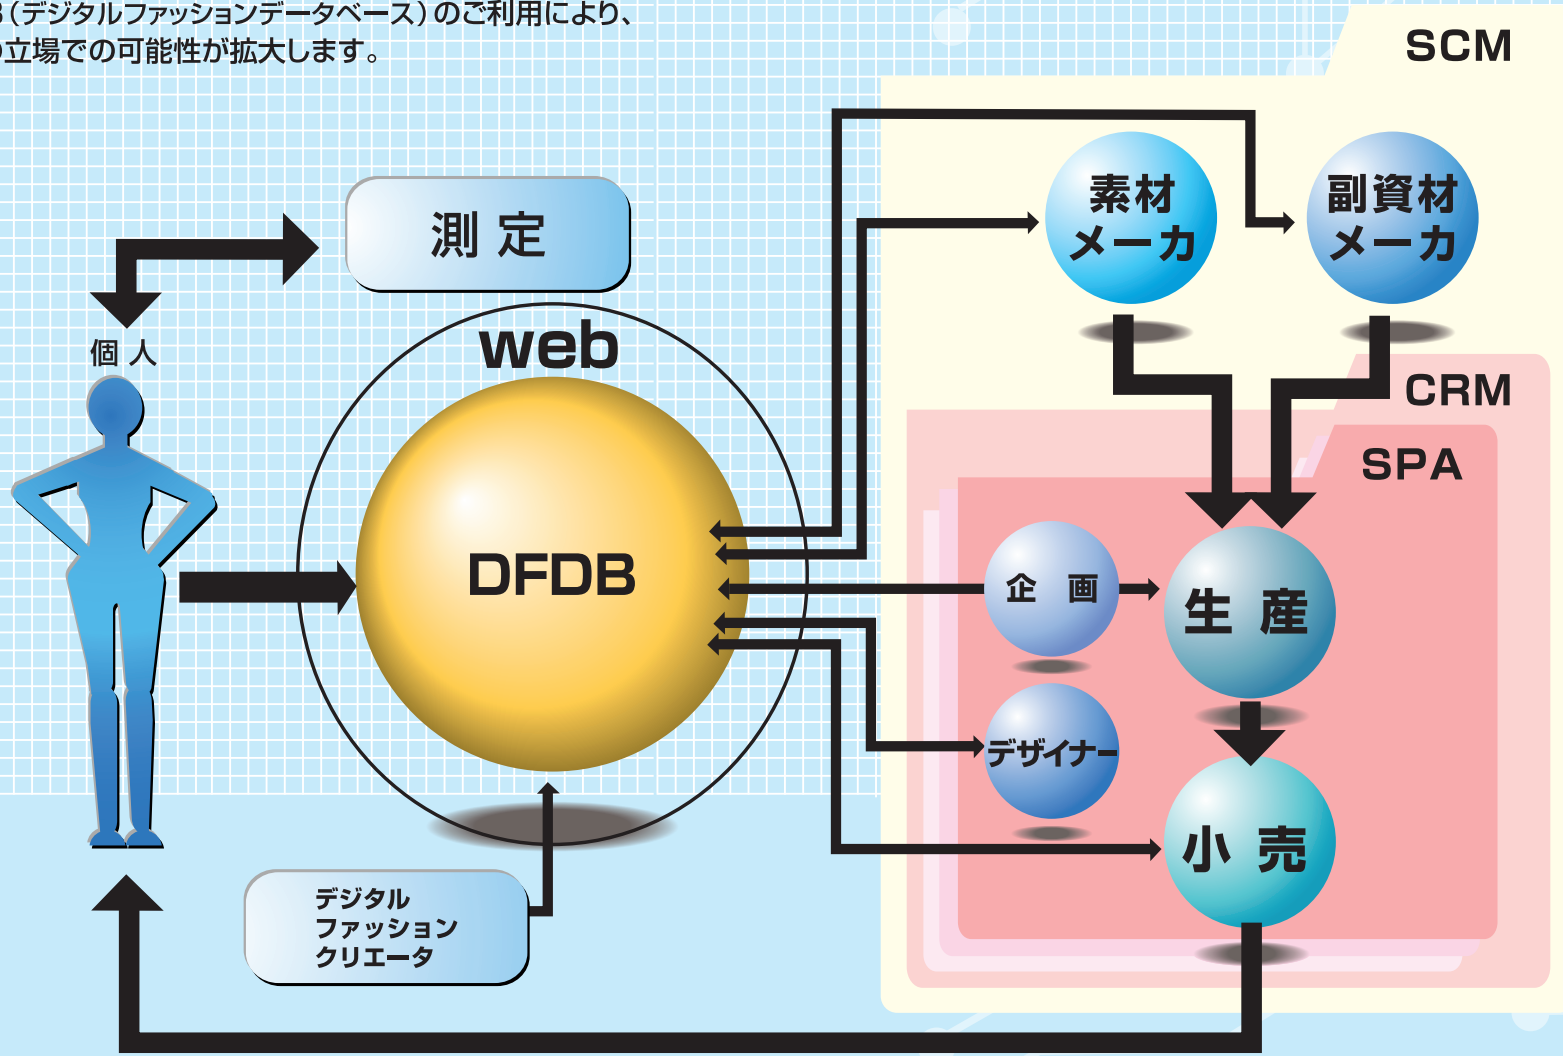 (デジタルファッションデータベース)のご利用により、
立場での可能性が拡大します。
SCM
素材
メーカ
副資材
メーカ
測 定
web
個 人
CRM
SPA
DFDB
企 画
生 産
デザイナー
小 売
デジタル
ファッション
クリエータ